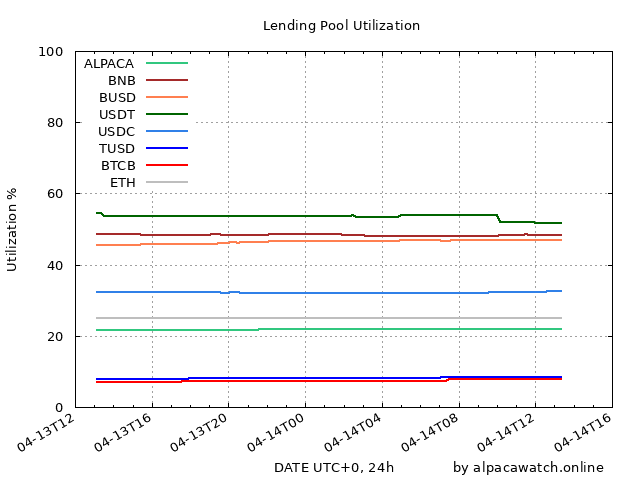 Lending Pool Utilization
100
80
60
40
20
0
Utilization %
ALPACA
BNB
BUSD
USDT
USDC
TUSD
BTCB
ETH
04-13T12
04-13T16
04-13T20
04-14T00
04-14T04
04-14T08
04-14T12
04-14T16
DATE UTC+0, 24h
by alpacawatch.online